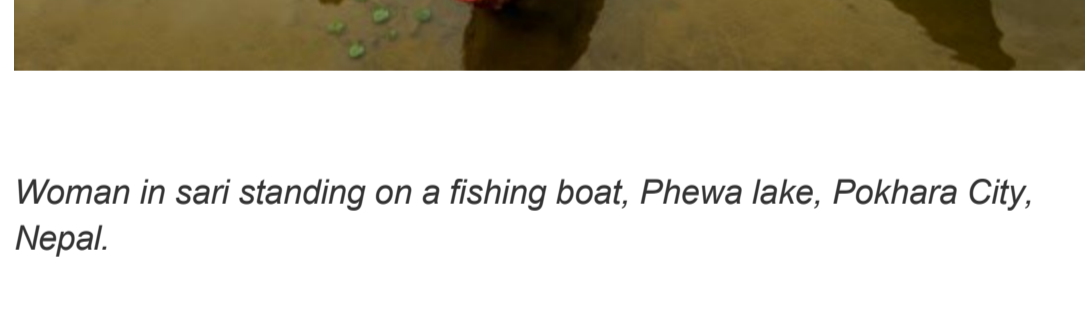 Woman in sari standing on a fishing boat, Phewa lake, Pokhara City,
Nepal.